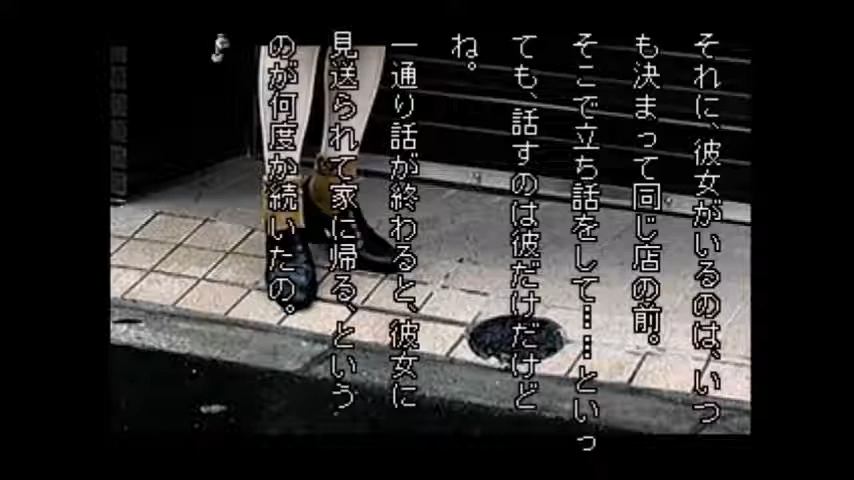 それに、彼女がいるのは、いつ
も決まって同じ店の前。
そこで立ち話をして……といっ
ても、話すのは彼だけだけど
ね。
一通り話が終わると、彼女に
見送られて家に帰る、という
のが何度か続いたの。